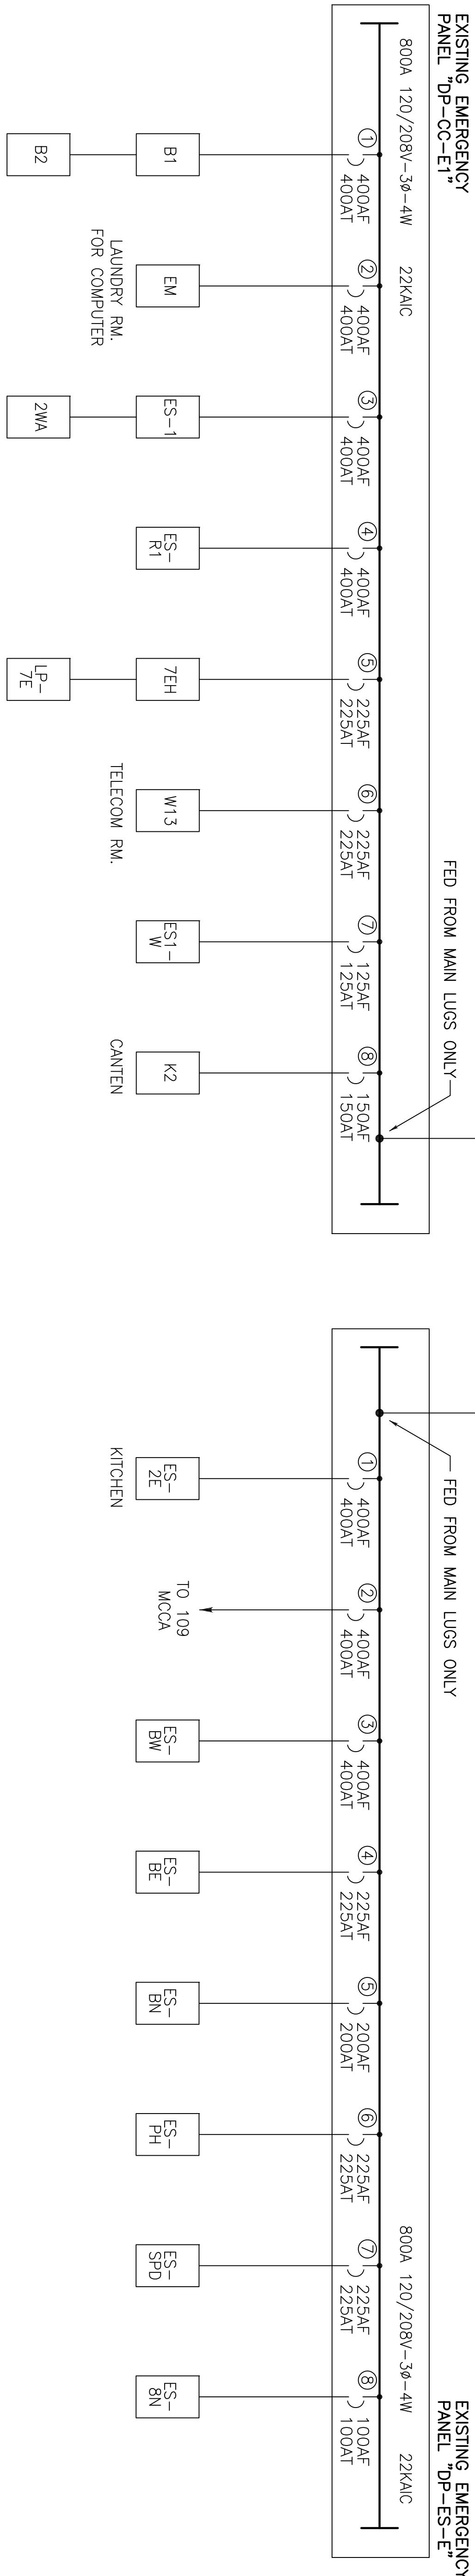 EXISTING EMERGENCY
PANEL "DP-CC-E1"
800A 120/208V-3Ø-4W 22KAIC
FED FROM MAIN LUGS ONLY
1
400AF
400AT
2
400AF
400AT
3
400AF
400AT
4
400AF
400AT
5
225AF
225AT
6
225AF
225AT
7
125AF
125AT
8
150AF
150AT
B1
EM
ES-1
ES-
R1
7EH
W13
ES1-
W
K2
LAUNDRY RM.
FOR COMPUTER
TELECOM RM.
CANTEN
B2
2WA
LP-
7E
EXISTING EMERGENCY
PANEL "DP-ES-E"
FED FROM MAIN LUGS ONLY
800A 120/208V-3Ø-4W 22KAIC
1
400AF
400AT
2
400AF
400AT
3
400AF
400AT
4
225AF
225AT
5
200AF
200AT
6
225AF
225AT
7
225AF
225AT
8
100AF
100AT
ES-
2E
TO 109
MCCA
ES-
BW
ES-
BE
ES-
BN
ES-
PH
ES-
SPD
ES-
8N
KITCHEN